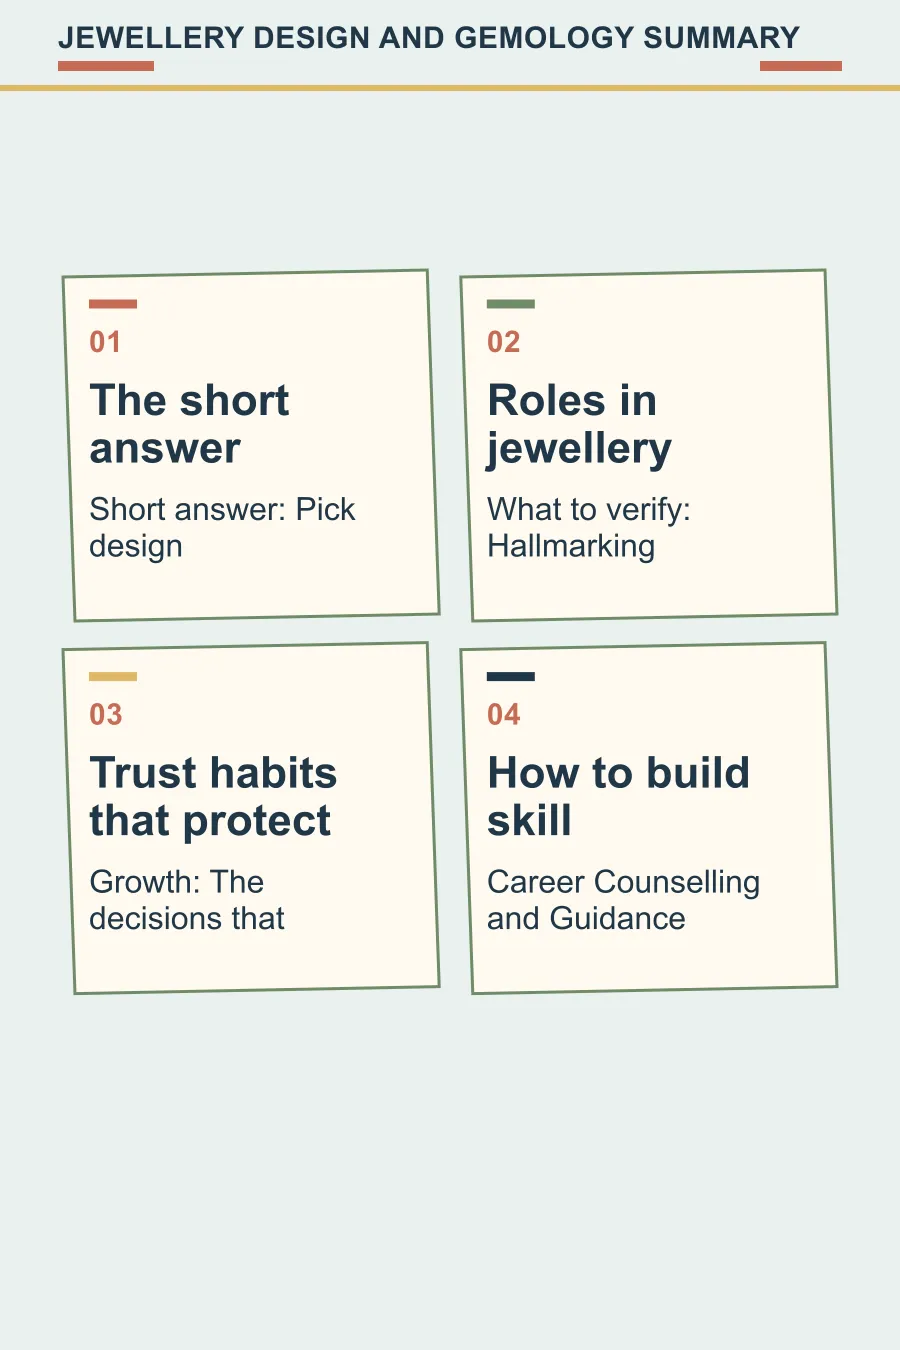 JEWELLERY DESIGN AND GEMOLOGY SUMMARY
01
The short
answer
Short answer: Pick
design
02
Roles in
jewellery
What to verify:
Hallmarking
03
Trust habits
that protect
Growth: The
decisions that
04
How to build
skill
Career Counselling
and Guidance